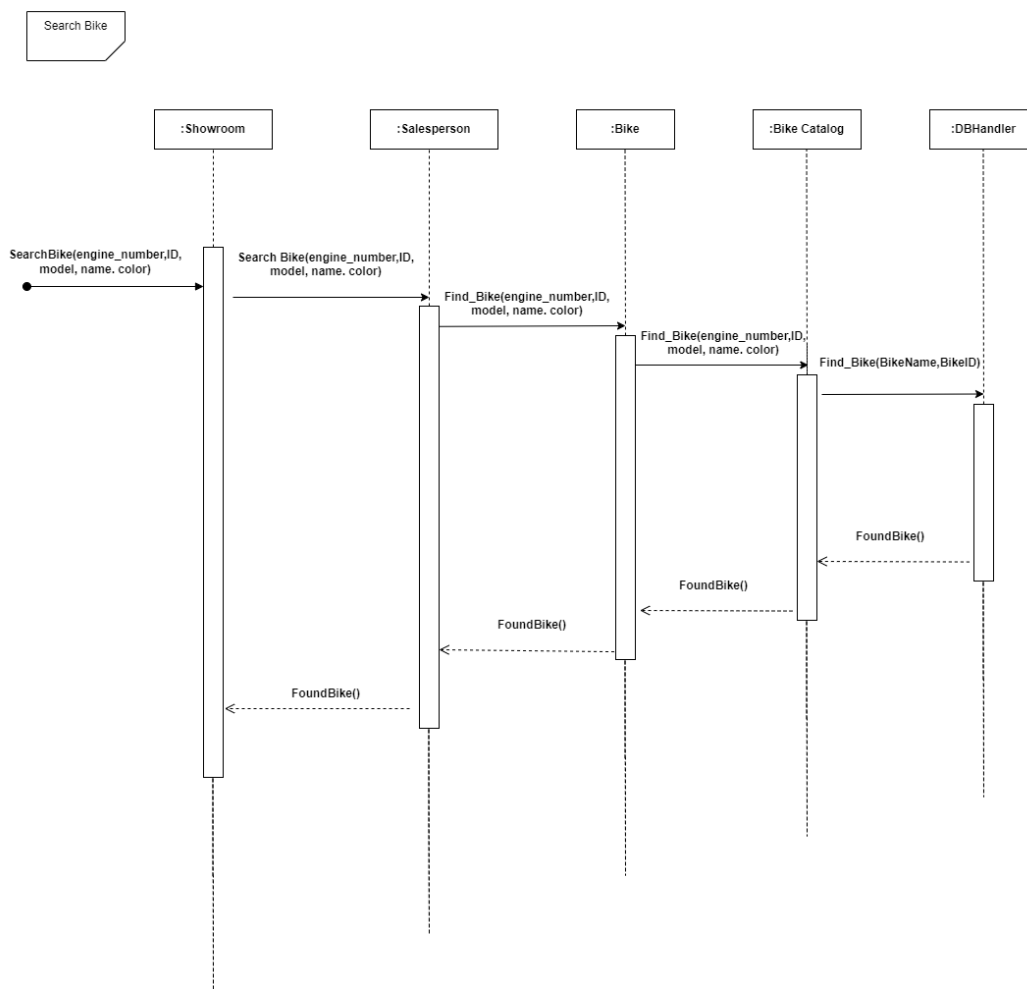 Search Bike
:Showroom
:Salesperson
:Bike
:Bike Catalog
:DBHandler
SearchBike(engine_number,ID,
model, name. color)
Search Bike(engine_number,ID,
model, name. color)
Find_Bike(engine_number,ID,
model, name. color)
Find_Bike(engine_number,ID,
model, name. color)
Find_Bike(BikeName,BikeID)
FoundBike()
FoundBike()
FoundBike()
FoundBike()